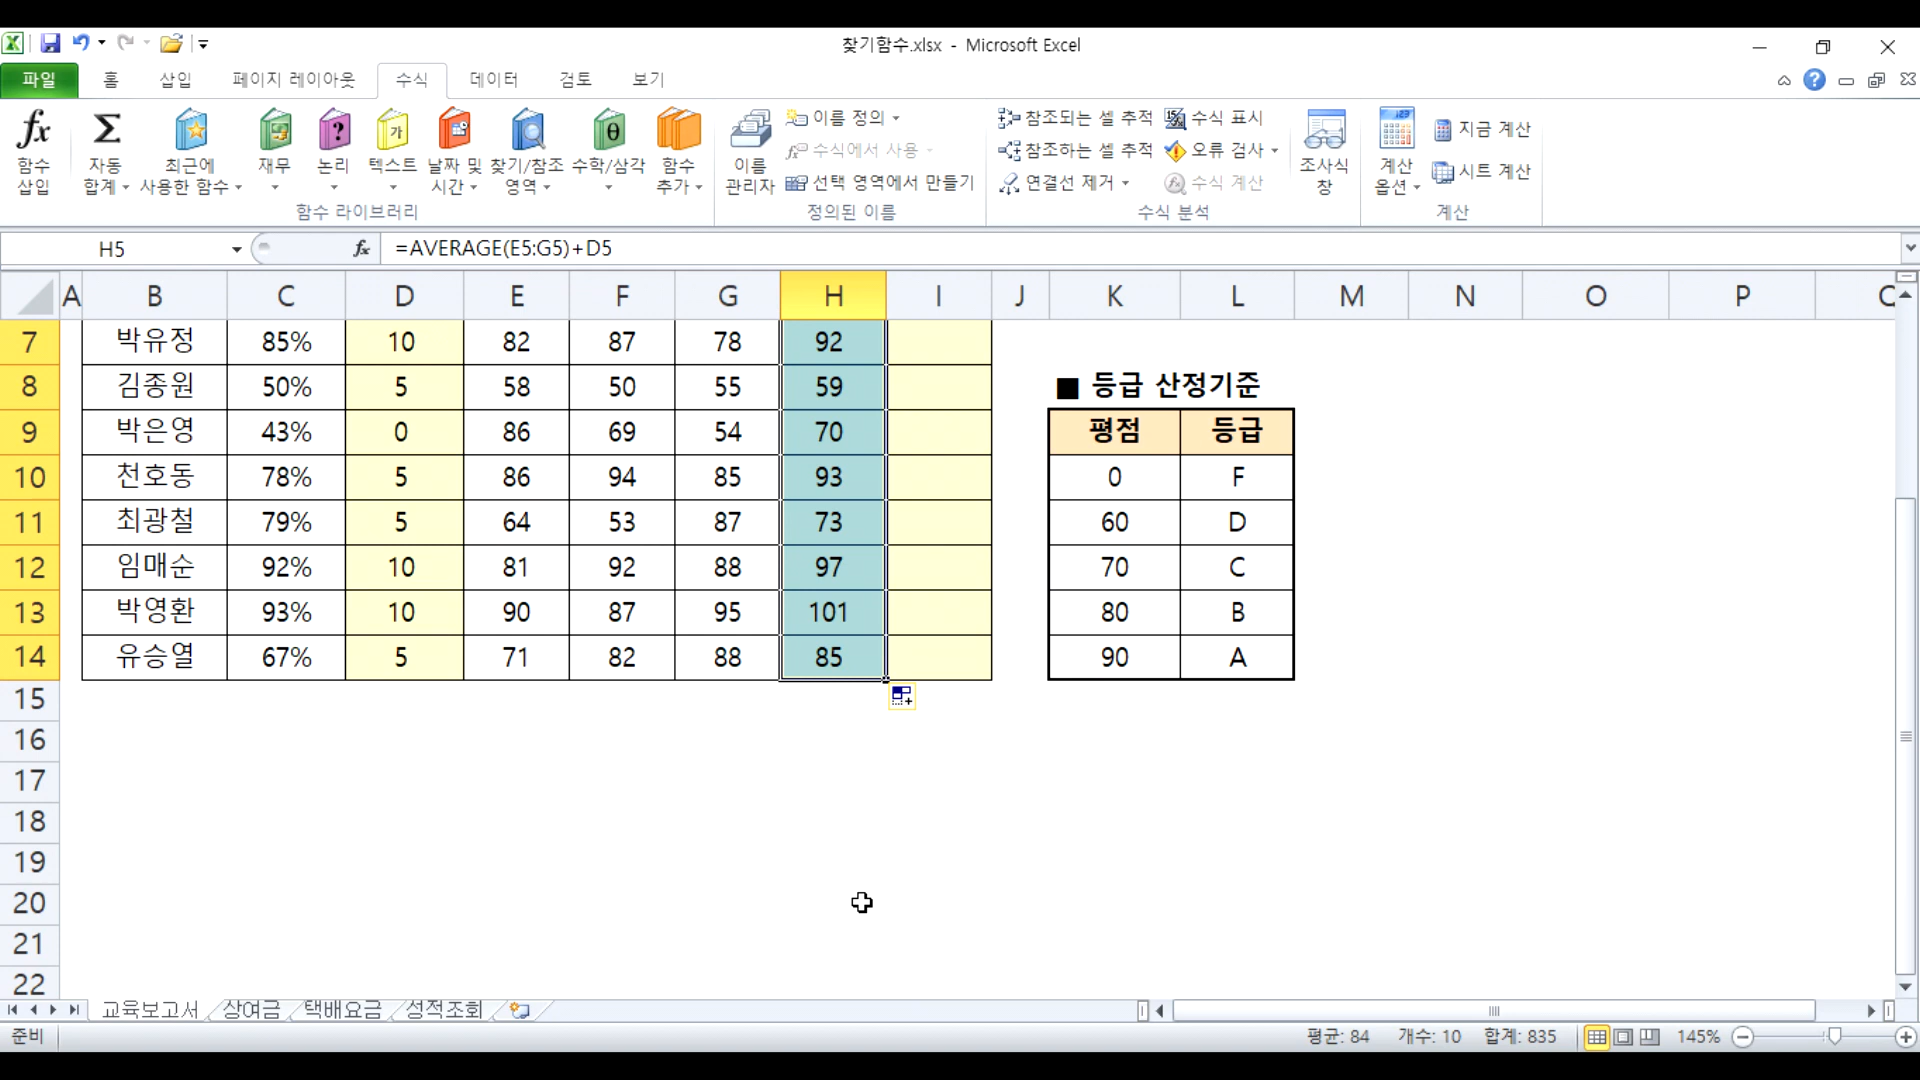 찾기함수.xlsx - Microsoft Excel
파일 홈 삽입 페이지 레이아웃 수식 데이터 검토 보기
함수 삽입
자동 합계
최근에 사용한 함수
재무
논리
텍스트
날짜 및 시간
찾기/참조 영역
수학/삼각
함수 추가
함수 라이브러리
이름 관리자
이름 정의
수식에서 사용
선택 영역에서 만들기
정의된 이름
참조되는 셀 추적
참조하는 셀 추적
연결선 제거
수식 표시
오류 검사
수식 계산
조사식 창
수식 분석
계산 옵션
지금 계산
시트 계산
계산
H5 fx =AVERAGE(E5:G5)+D5
A B C D E F G H I J K L M N O P
7 박유정 85% 10 82 87 78 92
8 김종원 50% 5 58 50 55 59 ■ 등급 산정기준
9 박은영 43% 0 86 69 54 70 평점 등급
10 천호동 78% 5 86 94 85 93 0 F
11 최광철 79% 5 64 53 87 73 60 D
12 임매순 92% 10 81 92 88 97 70 C
13 박영환 93% 10 90 87 95 101 80 B
14 유승열 67% 5 71 82 88 85 90 A
15
16
17
18
19
20
21
22
교육보고서 상여금 택배요금 성적조회
준비 평균: 84 개수: 10 합계: 835 145%